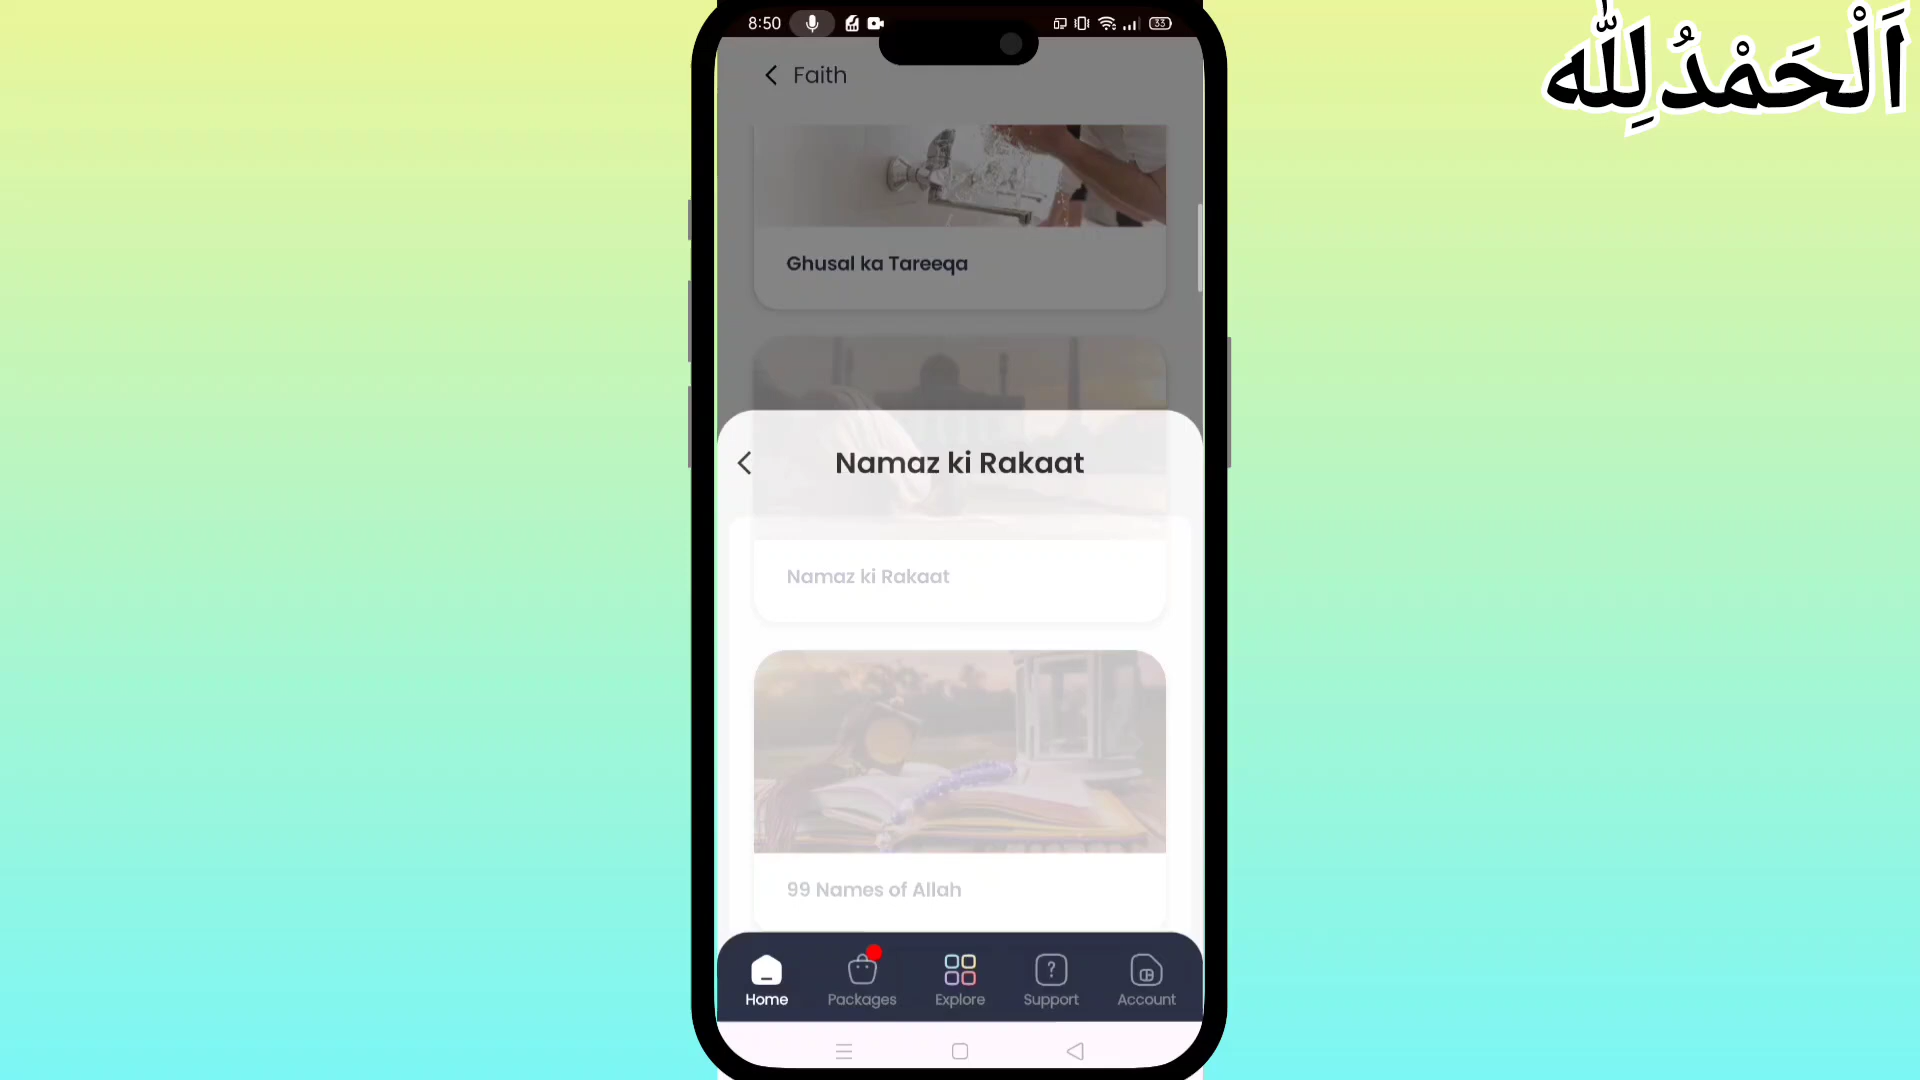 8:50
33
اَلْحَمْدُلِلّٰه
Faith
Ghusal ka Tareeqa
Namaz ki Rakaat
Namaz ki Rakaat
99 Names of Allah
Home
Packages
Explore
Support
Account